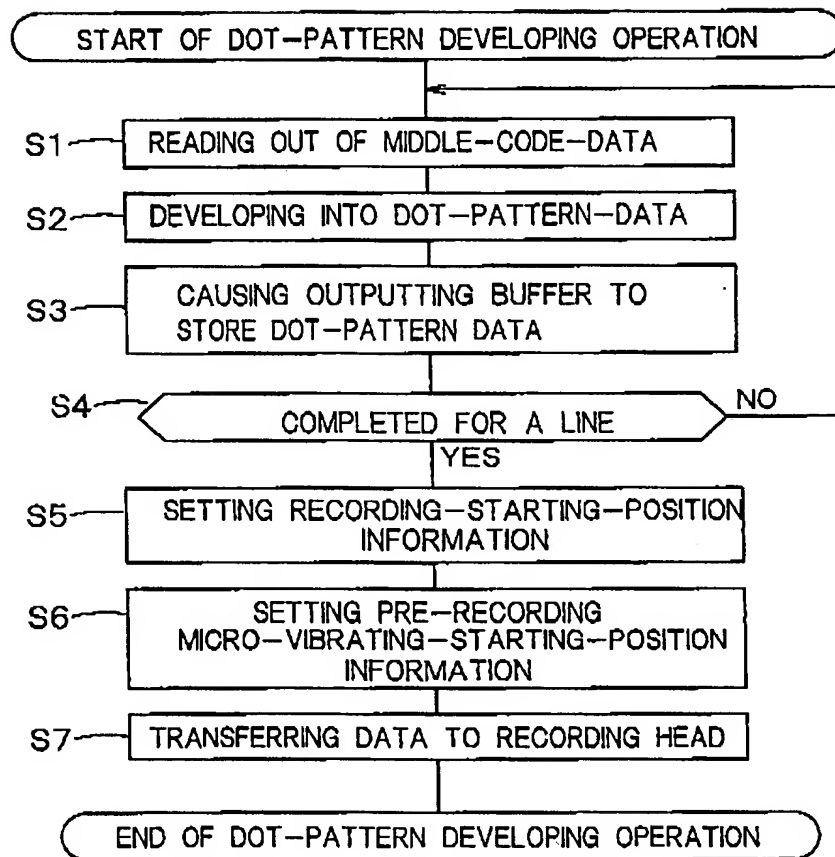 START OF DOT-PATTERN DEVELOPING OPERATION
S1 READING OUT OF MIDDLE-CODE-DATA
S2 DEVELOPING INTO DOT-PATTERN-DATA
S3 CAUSING OUTPUTTING BUFFER TO
STORE DOT-PATTERN DATA
S4 COMPLETED FOR A LINE NO
YES
S5 SETTING RECORDING-STARTING-POSITION
INFORMATION
S6 SETTING PRE-RECORDING
MICRO-VIBRATING-STARTING-POSITION
INFORMATION
S7 TRANSFERRING DATA TO RECORDING HEAD
END OF DOT-PATTERN DEVELOPING OPERATION